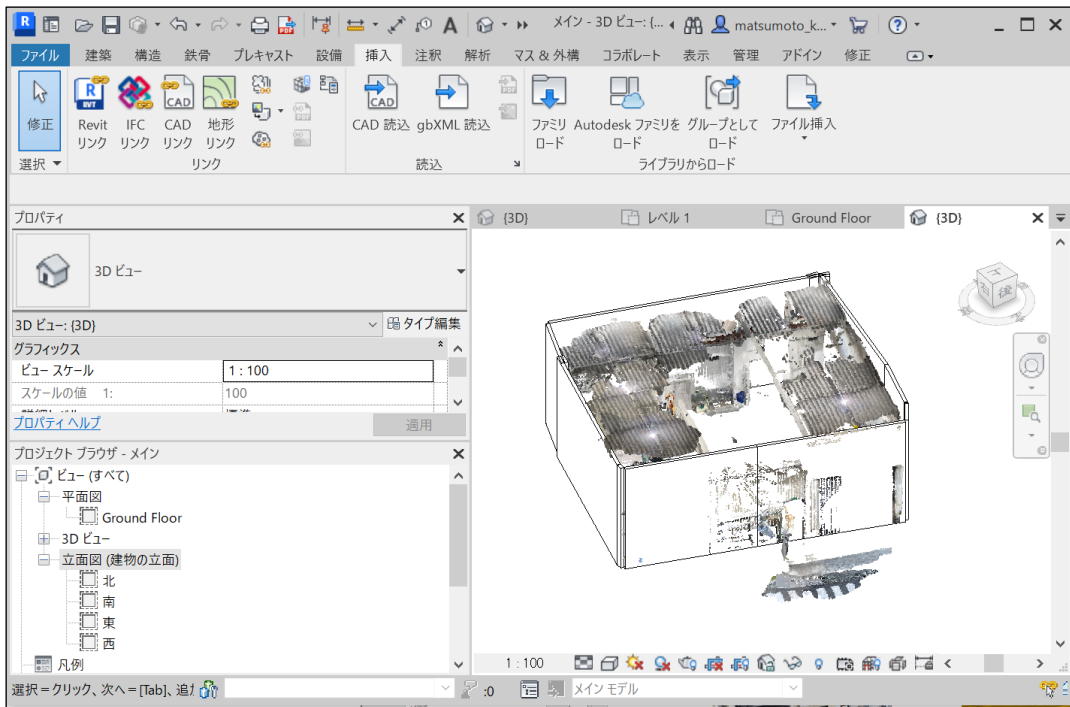 メイン - 3D ビュー: {...
matsumoto_k...
ファイル 建築 構造 鉄骨 プレキャスト 設備 挿入 注釈 解析 マス & 外構 コラボレート 表示 管理 アドイン 修正
修正
選択
Revit リンク
IFC リンク
CAD リンク
地形 リンク
リンク
CAD 読込
gbXML 読込
読込
ファミリ ロード
Autodesk ファミリを ロード
グループとして ロード
ファイル挿入
ライブラリからロード
プロパティ
3D ビュー
3D ビュー: {3D}
タイプ編集
グラフィックス
ビュー スケール 1 : 100
スケールの値 1: 100
プロパティ ヘルプ
適用
プロジェクト ブラウザ - メイン
ビュー (すべて)
平面図
Ground Floor
3D ビュー
立面図 (建物の立面)
北
南
東
西
凡例
{3D} レベル 1 Ground Floor {3D}
1 : 100
選択 = クリック、次へ = [Tab]、追
:0
メイン モデル